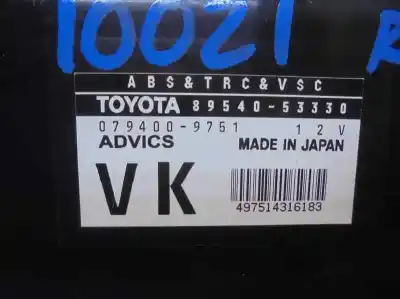 10021 R
ABS&TRC&VSC
TOYOTA 89540-53330
079400-9751 12V
ADVICS MADE IN JAPAN
VK
497514316183